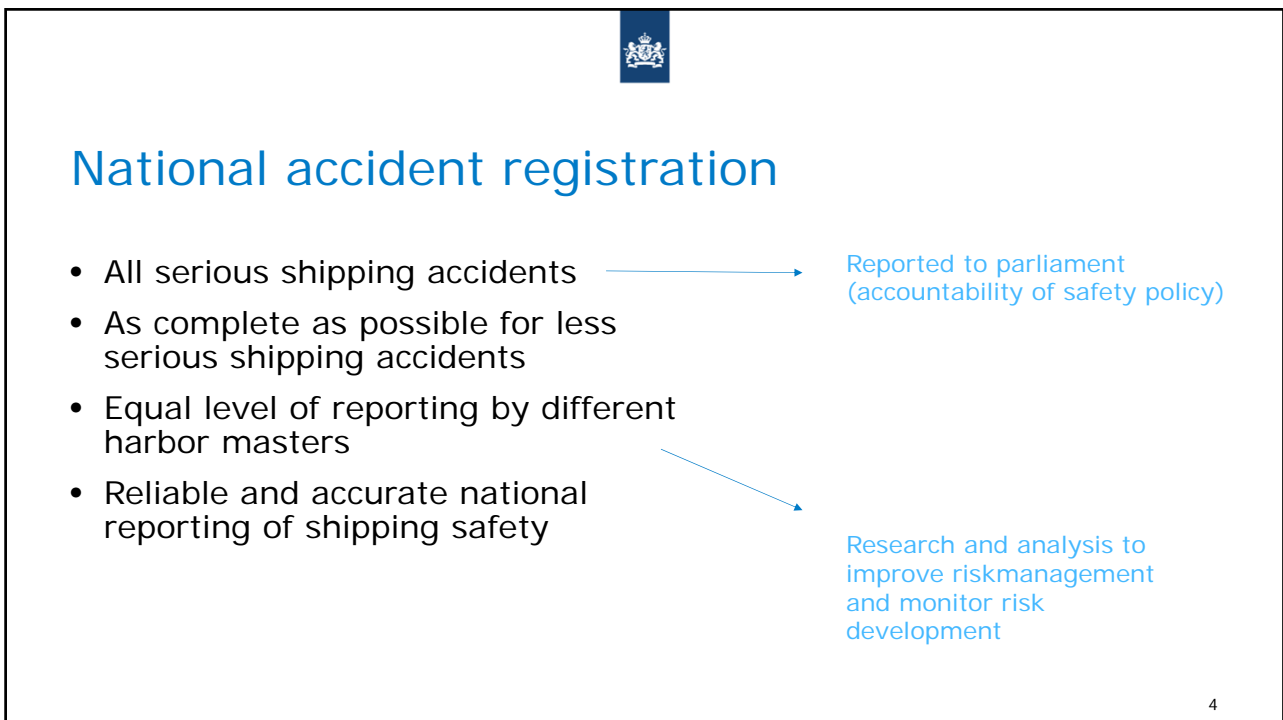 National accident registration
• All serious shipping accidents
• As complete as possible for less
serious shipping accidents
• Equal level of reporting by different
harbor masters
• Reliable and accurate national
reporting of shipping safety
Reported to parliament
(accountability of safety policy)
Research and analysis to
improve riskmanagement
and monitor risk
development
4